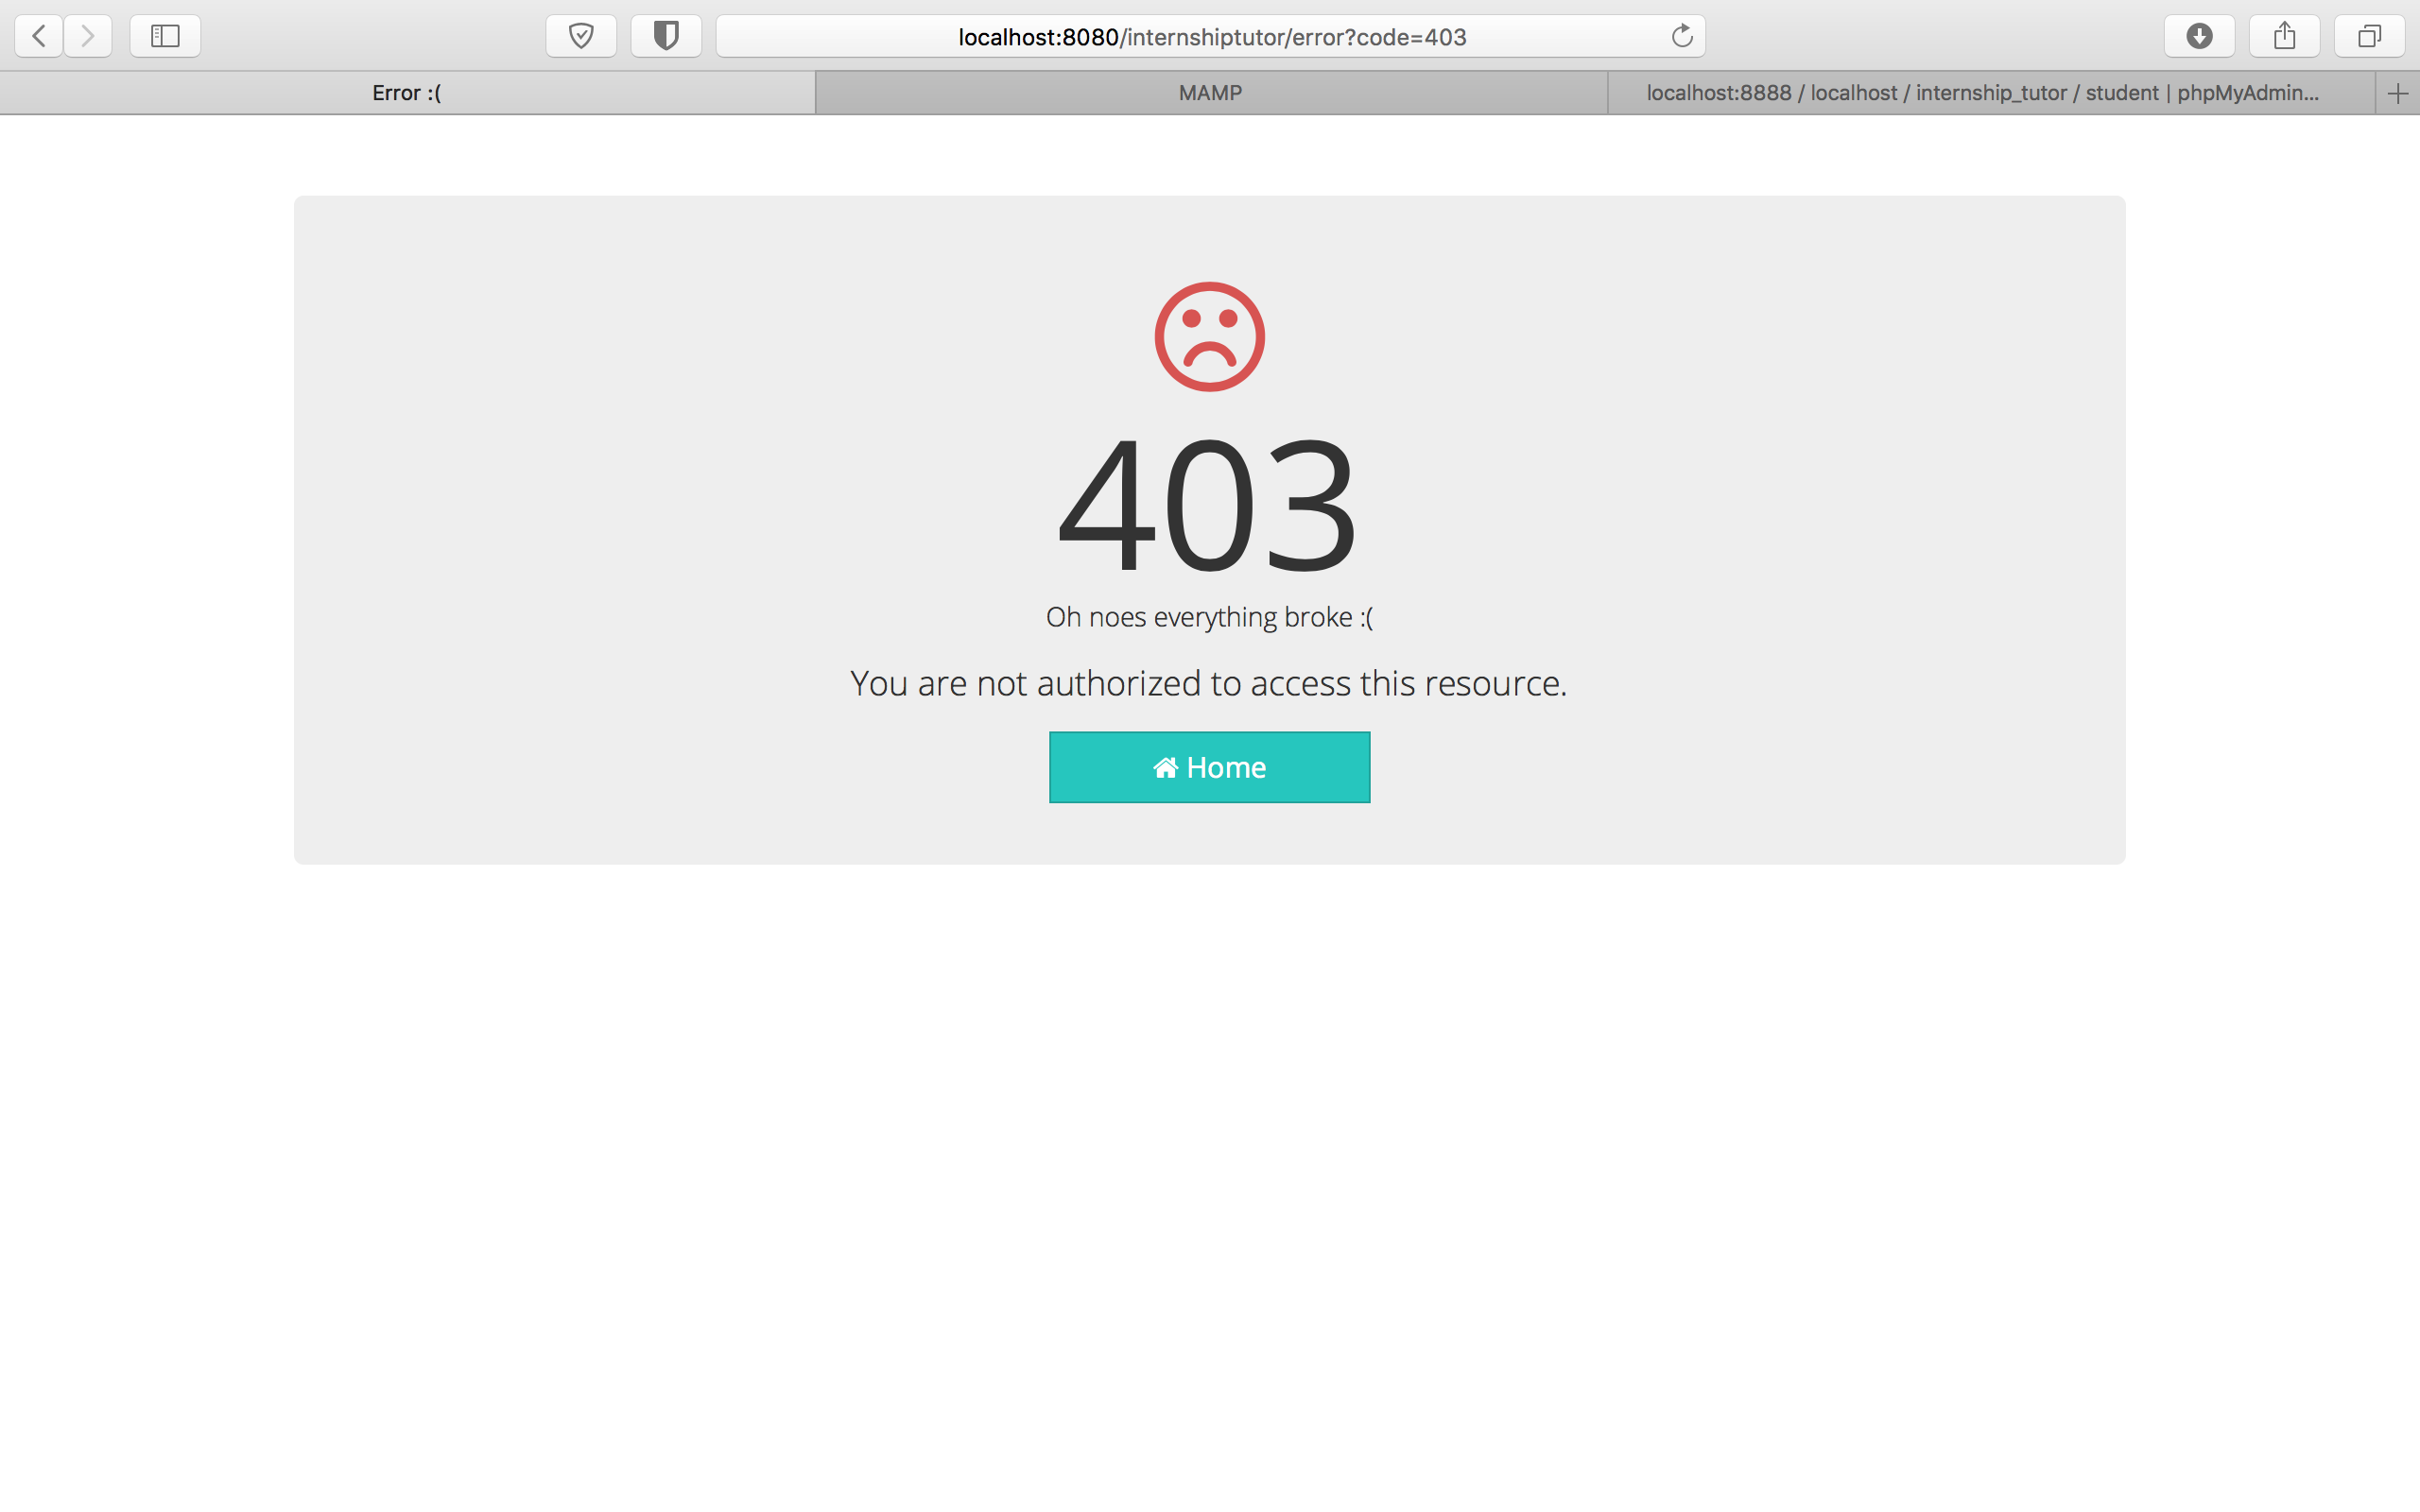 localhost:8080/internshiptutor/error?code=403
Error :(
MAMP
localhost:8888 / localhost / internship_tutor / student | phpMyAdmin...
403
Oh noes everything broke :(
You are not authorized to access this resource.
Home